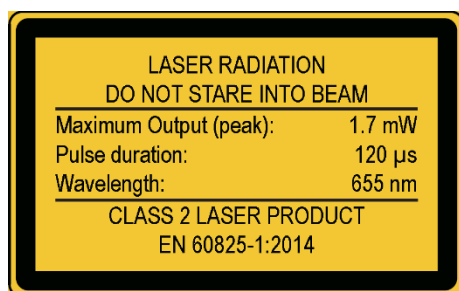 LASER RADIATION
DO NOT STARE INTO BEAM
Maximum Output (peak): 1.7 mW
Pulse duration: 120 µs
Wavelength: 655 nm
CLASS 2 LASER PRODUCT
EN 60825-1:2014